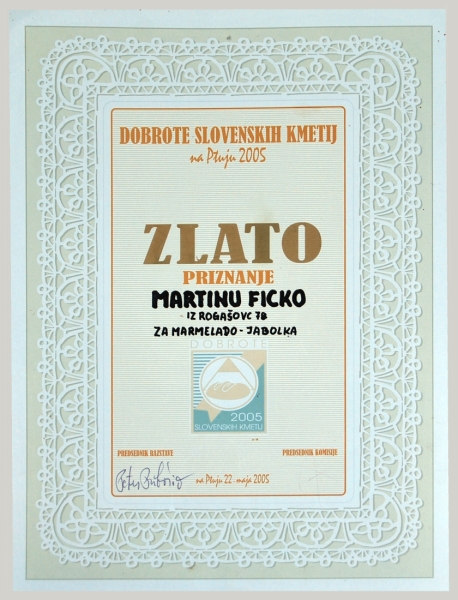 DOBROTE SLOVENSKIH KMETIJ
na Ptuju 2005
ZLATO
PRIZNANJE
MARTINU FICKO
IZ ROGAŠOVC 78
ZA MARMELADO - JABOLKA
DOBROTE
2005
SLOVENSKIH KMETIJ
PREDSEDNIK RAZSTAVE
PREDSEDNIK KOMISIJE
na Ptuju 22. maja 2005